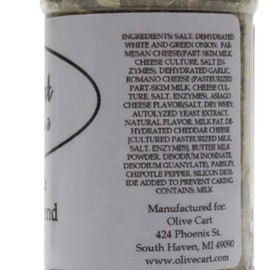 INGREDIENTS: SALT, DEHYDRATED
WHITE AND GREEN ONION, PAR-
MESAN CHEESE(PART-SKIM MILK,
CHEESE CULTURE, SALT EN-
ZYMES), DEHYDRATED GARLIC,
ROMANO CHEESE (PASTEURIZED
PART-SKIM MILK, CHEESE CUL-
TURE, SALT, ENZYMES), ASIAGO
CHEESE FLAVOR(SALT, DRY WHEY,
AUTOLYZED YEAST EXTRACT,
NATURAL FLAVOR, MILK FAT, DE-
HYDRATED CHEDDAR CHEESE
[CULTURED PASTEURIZED MILK,
SALT, ENZYMES], BUTTER MILK
POWDER, DISODIUM INOSINATE,
DISODIUM GUANYLATE), PARSLEY,
CHIPOTLE PEPPER, SILICON DIOX-
IDE ADDED TO PREVENT CAKING
CONTAINS: MILK
Manufactured for:
Olive Cart
424 Phoenix St.
South Haven, MI 49090
www.olivecart.com